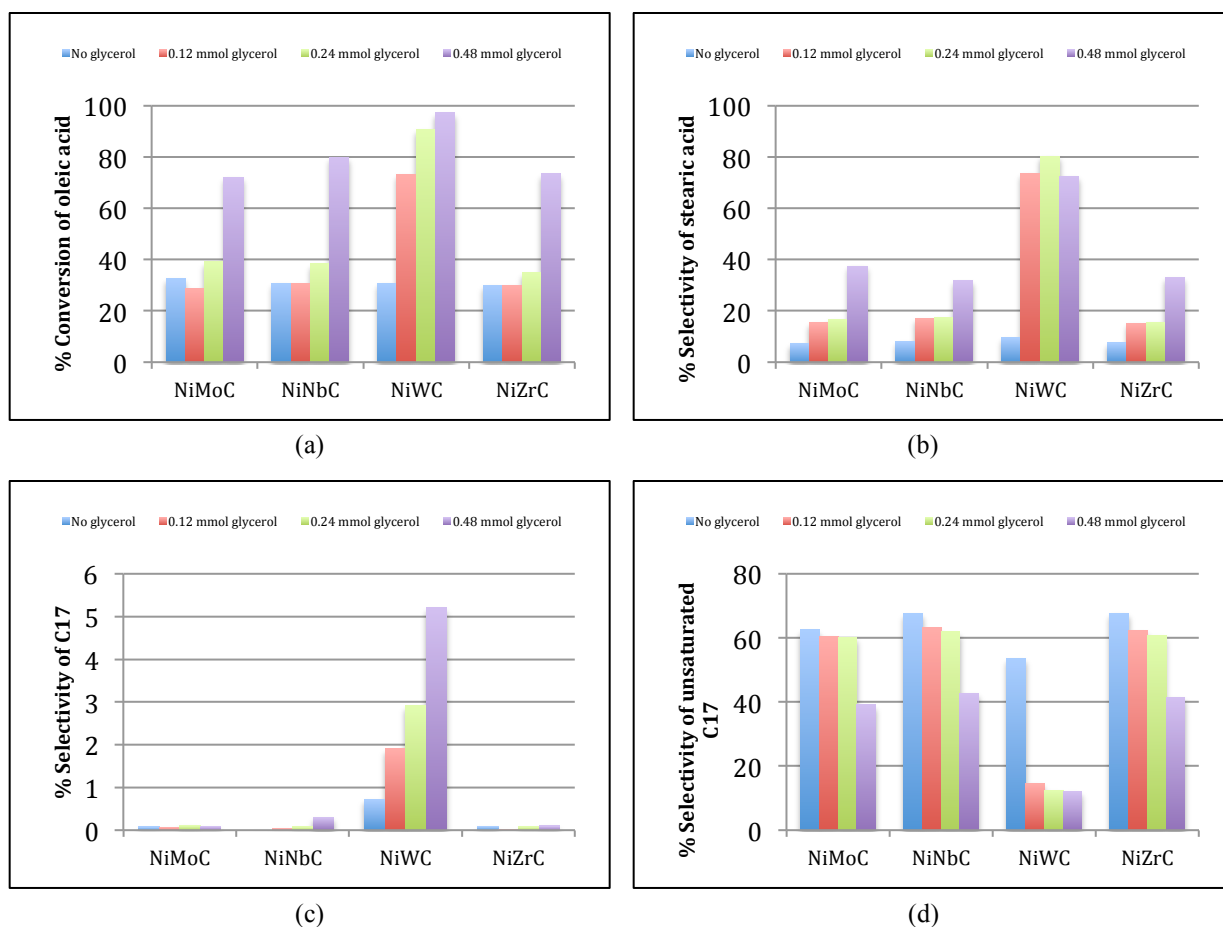 No glycerol 0.12 mmol glycerol 0.24 mmol glycerol 0.48 mmol glycerol
% Conversion of oleic acid
100
80
60
40
20
0
NiMoC NiNbC NiWC NiZrC
(a)
No glycerol 0.12 mmol glycerol 0.24 mmol glycerol 0.48 mmol glycerol
% Selectivity of stearic acid
100
80
60
40
20
0
NiMoC NiNbC NiWC NiZrC
(b)
No glycerol 0.12 mmol glycerol 0.24 mmol glycerol 0.48 mmol glycerol
% Selectivity of C17
6
5
4
3
2
1
0
NiMoC NiNbC NiWC NiZrC
(c)
No glycerol 0.12 mmol glycerol 0.24 mmol glycerol 0.48 mmol glycerol
% Selectivity of unsaturated
C17
80
60
40
20
0
NiMoC NiNbC NiWC NiZrC
(d)